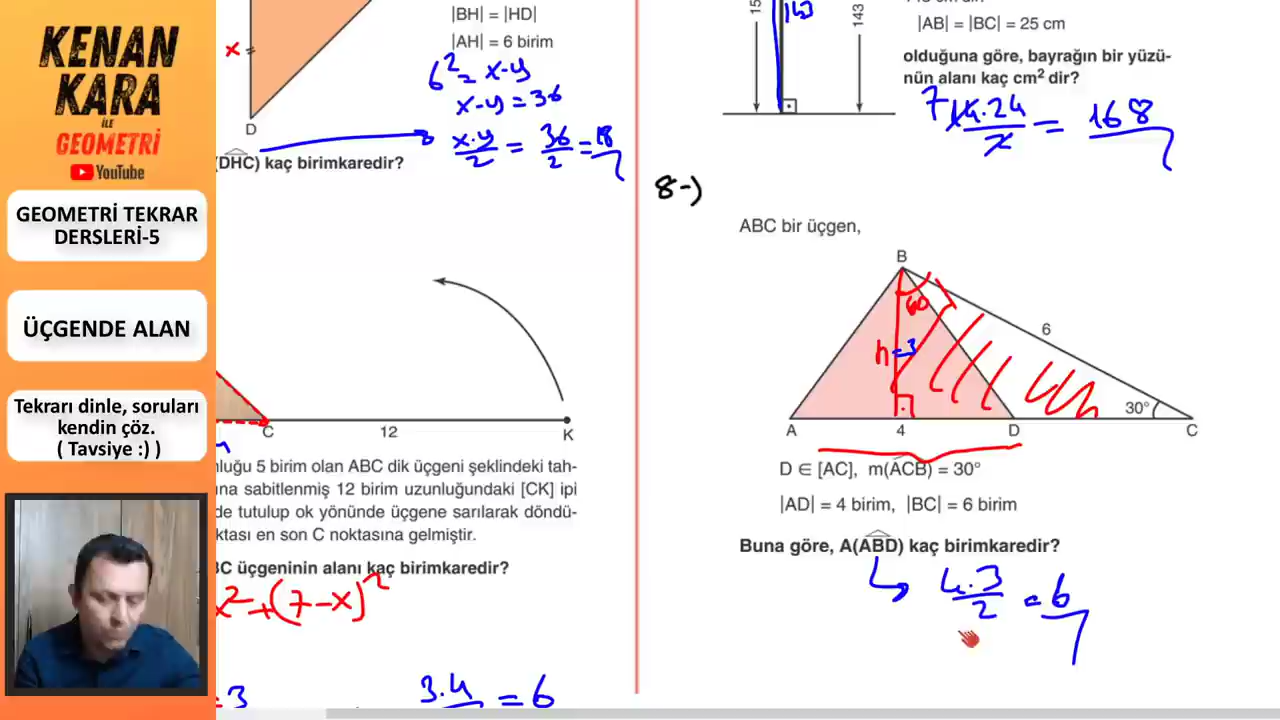 KENAN
KARA
İLE
GEOMETRİ
YouTube
GEOMETRİ TEKRAR
DERSLERİ-5
ÜÇGENDE ALAN
Tekrarı dinle, soruları
kendin çöz.
( Tavsiye :) )
x
D
|BH| = |HD|
|AH| = 6 birim
6² = x-y
x-y = 36
x.y/2 = 36/2 = 18
(DHC) kaç birimkaredir?
C
12
K
uğu 5 birim olan ABC dik üçgeni şeklindeki tah-
na sabitlenmiş 12 birim uzunluğundaki [CK] ipi
de tutulup ok yönünde üçgene sarılarak döndü-
ktası en son C noktasına gelmiştir.
BC üçgeninin alanı kaç birimkaredir?
x²+(7-x)²
=3
3.4
= 6
15
143
|AB| = |BC| = 25 cm
olduğuna göre, bayrağın bir yüzü-
nün alanı kaç cm² dir?
7 14.24/2 = 168
8-)
ABC bir üçgen,
B
60
6
h=3
30°
A
4
D
C
D ∈ [AC], m(ACB) = 30°
|AD| = 4 birim, |BC| = 6 birim
Buna göre, A(ABD) kaç birimkaredir?
4.3/2 = 6